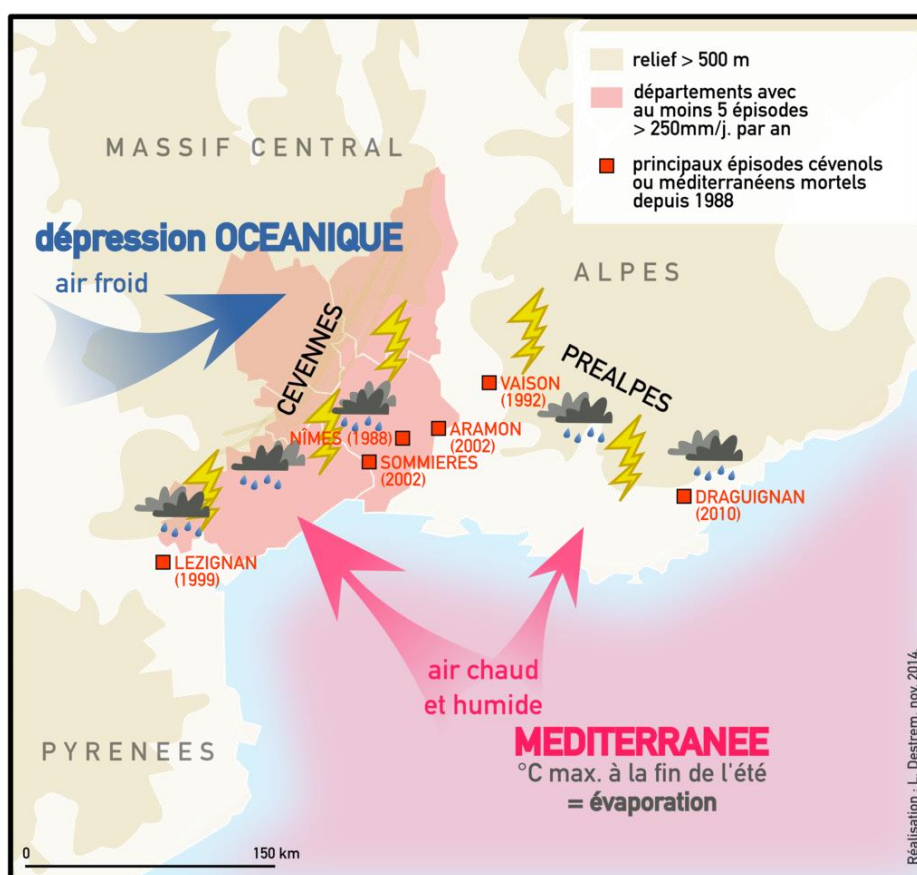 relief > 500 m
départements avec
au moins 5 épisodes
> 250mm/j. par an
principaux épisodes cévenols
ou méditerranéens mortels
depuis 1988
MASSIF CENTRAL
dépression OCEANIQUE
air froid
ALPES
CEVENNES
PREALPES
VAISON
(1992)
NÎMES (1988)
ARAMON
(2002)
SOMMIERES
(2002)
DRAGUIGNAN
(2010)
LEZIGNAN
(1999)
air chaud
et humide
MEDITERRANEE
°C max. à la fin de l'été
= évaporation
PYRENEES
0 150 km
Réalisation : L. Destrem, nov. 2014